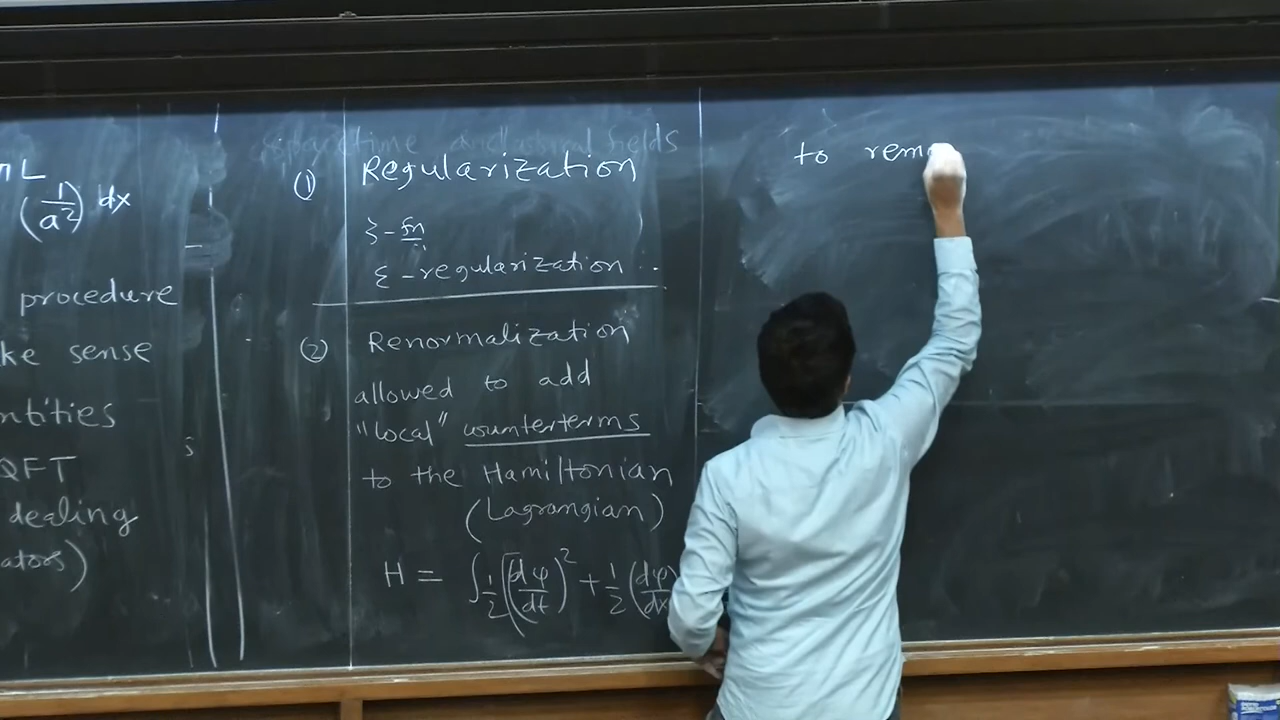 nL
(1/a²) dx
procedure
ke sense
ntities
QFT
dealing
ators)
spacetime and usual fields
(1) Regularization
ξ-fn
ε-regularization ..
(2) Renormalization
allowed to add
"local" counterterms
to the Hamiltonian
(Lagrangian)
H = ∫ 1/2 (dφ/dt)² + 1/2 (dφ/dx)
to remo